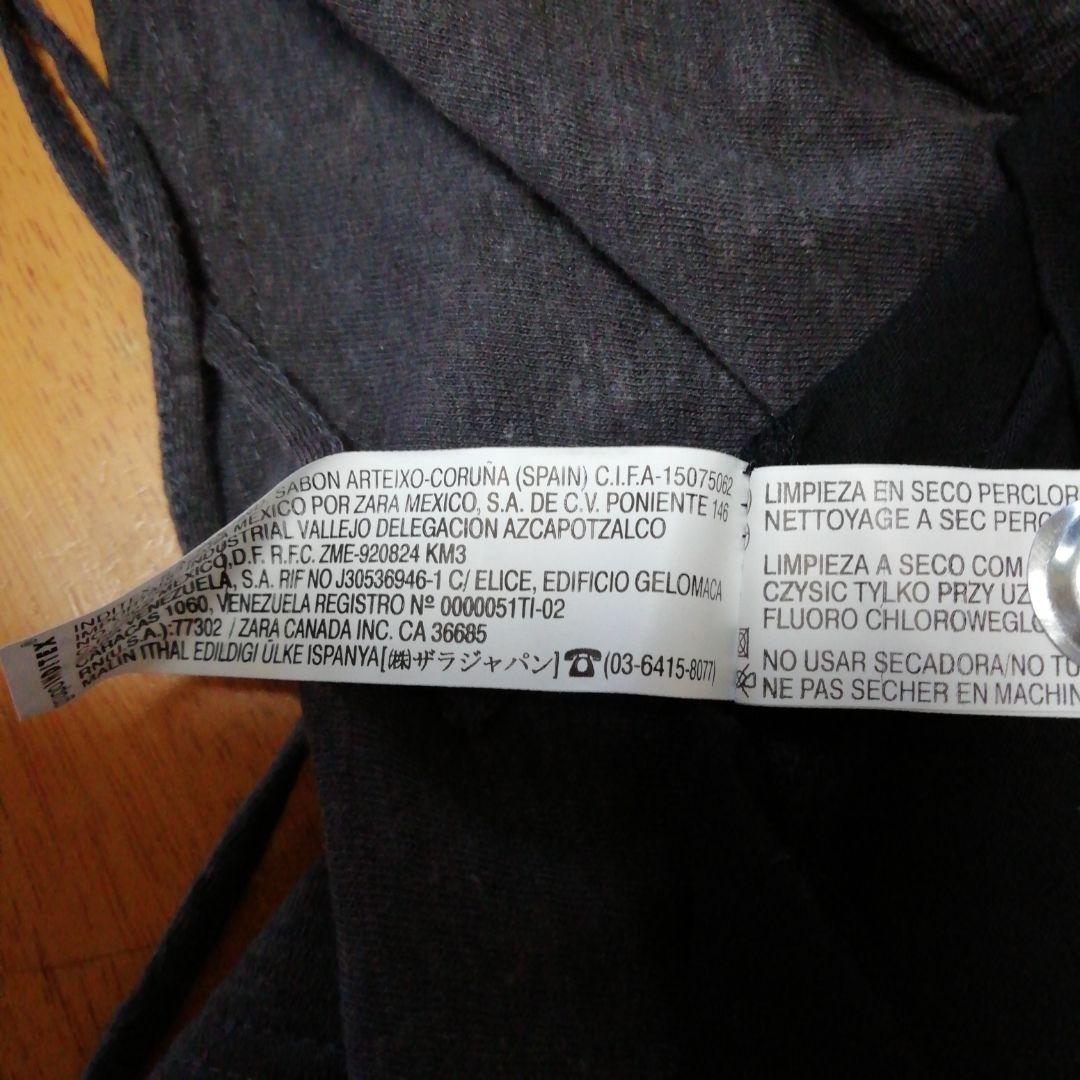 SABON ARTEIXO-CORUÑA (SPAIN) C.I.F.A-15075062
MEXICO POR ZARA MEXICO, S.A. DE C.V. PONIENTE 146
INDUSTRIAL VALLEJO DELEGACION AZCAPOTZALCO
MEXICO,D.F. R.F.C. ZME-920824 KM3
VENEZUELA, S.A. RIF NO J30536946-1 C/ ELICE, EDIFICIO GELOMACA
CARACAS 1060, VENEZUELA REGISTRO Nº 0000051TI-02
77302 / ZARA CANADA INC. CA 36685
MALIN ITHAL EDILDIGI ÜLKE ISPANYA[(株)ザラジャパン]☎(03-6415-8077)
LIMPIEZA EN SECO PERCLOR
NETTOYAGE A SEC PERC
LIMPIEZA A SECO COM
CZYSIC TYLKO PRZY UZ
FLUORO CHLOROWEGLO
NO USAR SECADORA/NO TU
NE PAS SECHER EN MACHIN